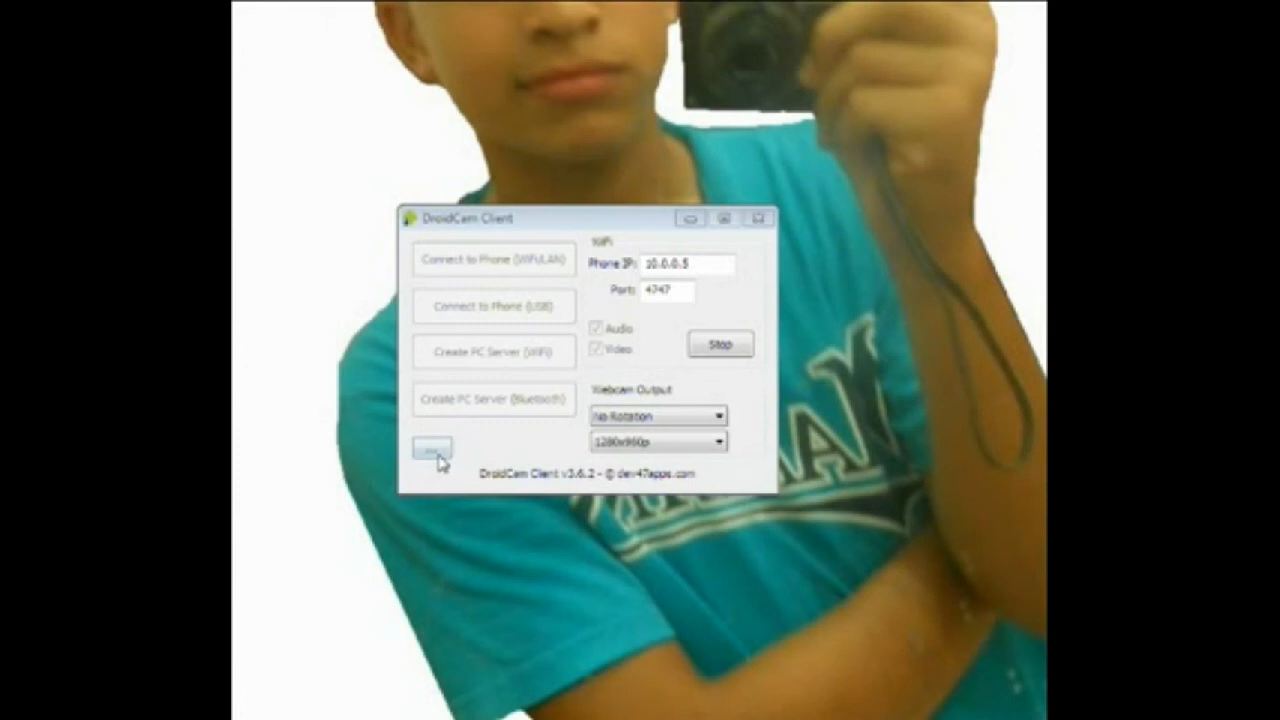 DroidCam Client
Connect to Phone (WiFi/LAN)
Connect to Phone (USB)
Create PC Server (WiFi)
Create PC Server (Bluetooth)
...
WiFi
Phone IP: 10.0.0.5
Port: 4747
Audio
Video
Stop
Webcam Output
No Rotation
1280x960p
DroidCam Client v3.6.2 - © dev47apps.com